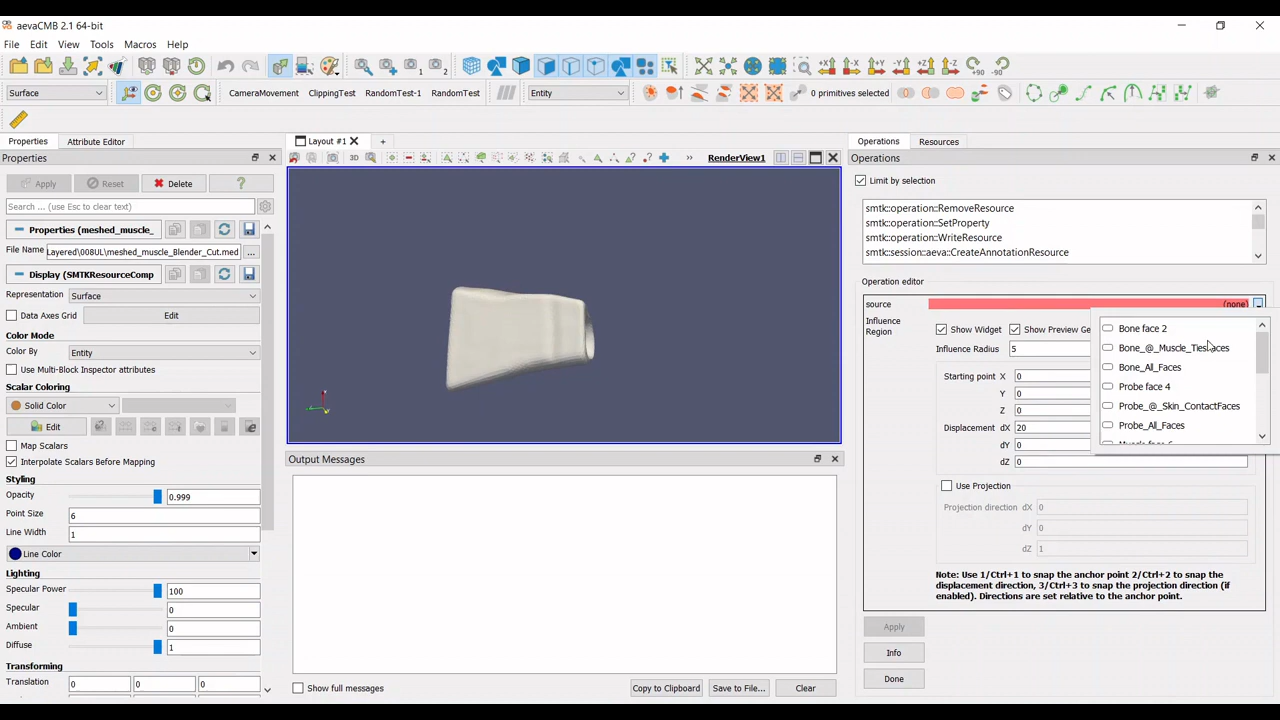 aevaCMB 2.1 64-bit
File Edit View Tools Macros Help
Surface CameraMovement ClippingTest RandomTest-1 RandomTest Entity 0 primitives selected
Properties Attribute Editor Layout #1 Operations Resources
Properties 3D RenderView1 Operations
Apply Reset Delete ? Limit by selection
Search ... (use Esc to clear text)
smtk::operation::RemoveResource
smtk::operation::SetProperty
smtk::operation::WriteResource
smtk::session::aeva::CreateAnnotationResource
Properties (meshed_muscle_
File Name Layered\008UL\meshed_muscle_Blender_Cut.med ...
Display (SMTKResourceComp
Representation Surface
Data Axes Grid Edit
Color Mode
Color By Entity
Use Multi-Block Inspector attributes
Scalar Coloring
Solid Color
Edit
Map Scalars
Interpolate Scalars Before Mapping
Styling
Opacity 0.999
Point Size 6
Line Width 1
Line Color
Lighting
Specular Power 100
Specular 0
Ambient 0
Diffuse 1
Transforming
Translation 0 0 0
Output Messages
Show full messages Copy to Clipboard Save to File... Clear
Operation editor
source (none)
Influence Region
Show Widget Show Preview Ge
Influence Radius 5
Starting point X 0
Y 0
Z 0
Displacement dX 20
dY 0
dZ 0
Bone face 2
Bone_@_Muscle_TiesFaces
Bone_All_Faces
Probe face 4
Probe_@_Skin_ContactFaces
Probe_All_Faces
Use Projection
Projection direction dX 0
dY 0
dZ 1
Note: Use 1/Ctrl+1 to snap the anchor point 2/Ctrl+2 to snap the
displacement direction, 3/Ctrl+3 to snap the projection direction (if
enabled). Directions are set relative to the anchor point.
Apply
Info
Done